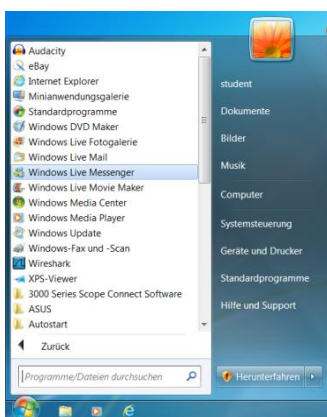 Audacity
eBay
Internet Explorer
Minianwendungsgalerie
Standardprogramme
Windows DVD Maker
Windows Live Fotogalerie
Windows Live Mail
Windows Live Messenger
Windows Live Movie Maker
Windows Media Center
Windows Media Player
Windows Update
Windows-Fax und -Scan
Wireshark
XPS-Viewer
3000 Series Scope Connect Software
ASUS
Autostart
Zurück
Programme/Dateien durchsuchen
student
Dokumente
Bilder
Musik
Computer
Systemsteuerung
Geräte und Drucker
Standardprogramme
Hilfe und Support
Herunterfahren